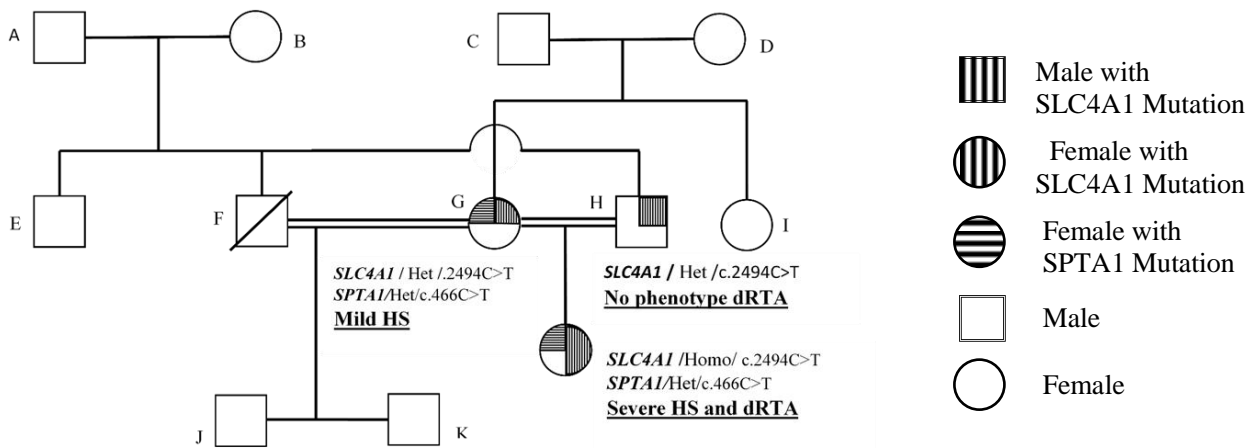 A
B
C
D
E
F
G
H
I
SLC4A1 / Het /.2494C>T
SPTA1/Het/c.466C>T
Mild HS
SLC4A1 / Het /c.2494C>T
No phenotype dRTA
SLC4A1 /Homo/ c.2494C>T
SPTA1/Het/c.466C>T
Severe HS and dRTA
J
K
Male with
SLC4A1 Mutation
Female with
SLC4A1 Mutation
Female with
SPTA1 Mutation
Male
Female